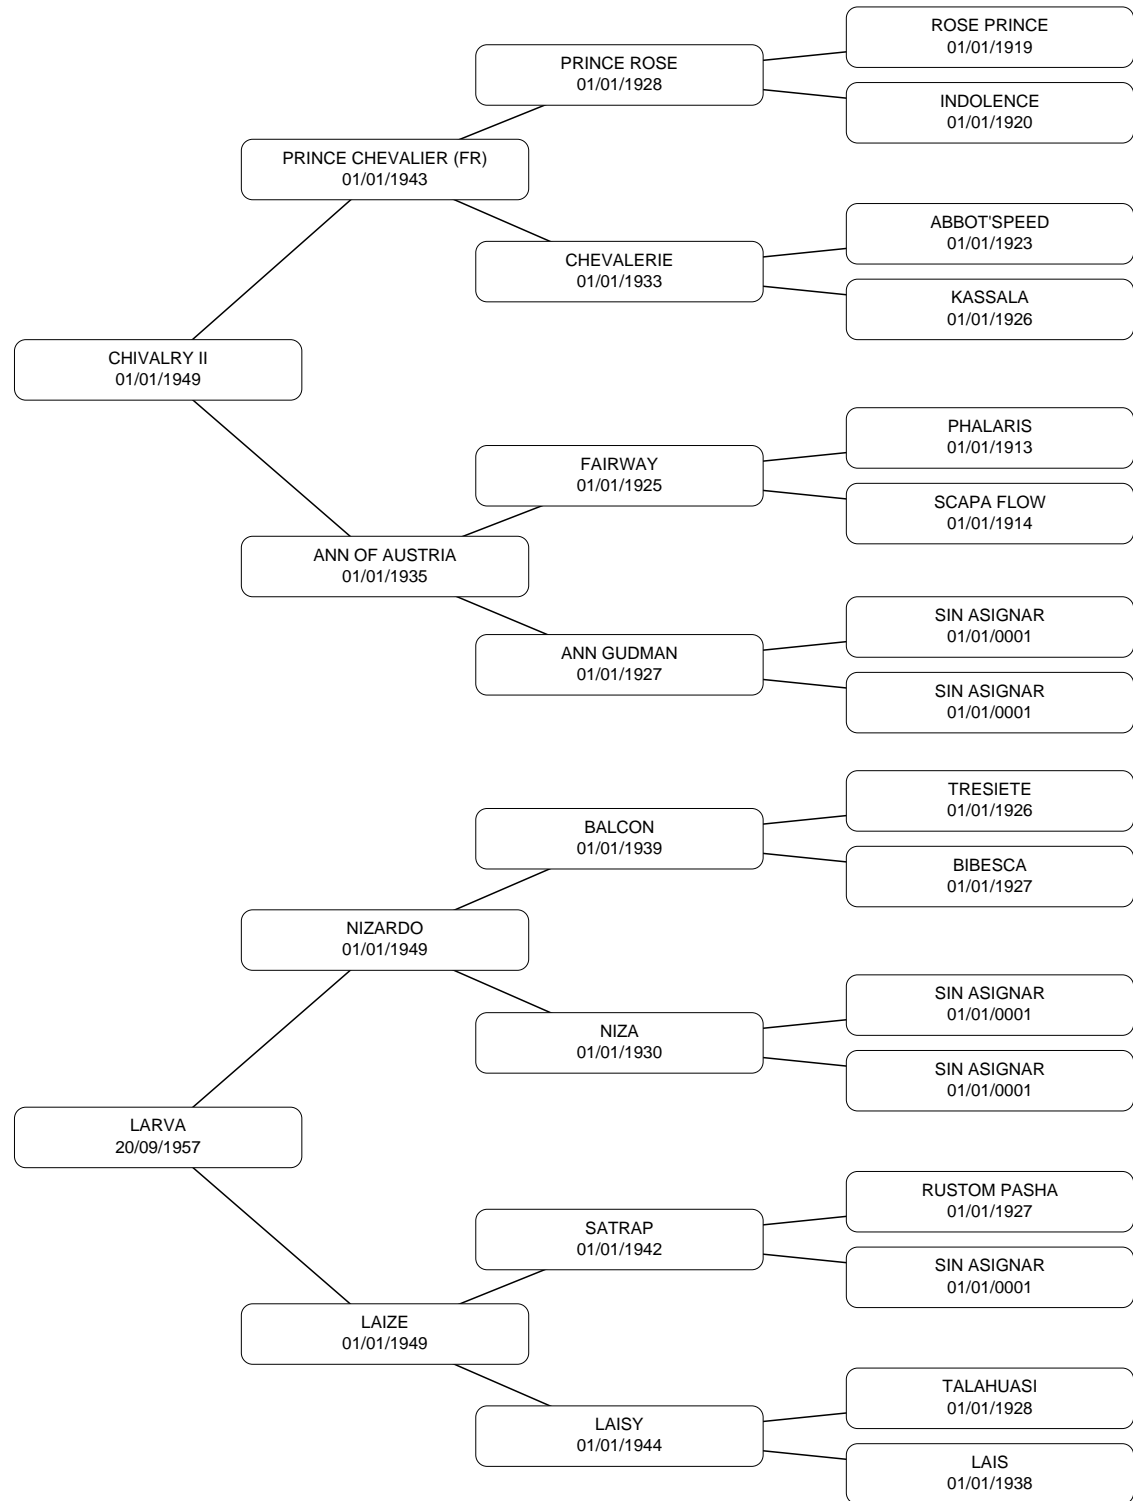 ROSE PRINCE
01/01/1919
PRINCE ROSE
01/01/1928
INDOLENCE
01/01/1920
PRINCE CHEVALIER (FR)
01/01/1943
ABBOT'SPEED
01/01/1923
CHEVALERIE
01/01/1933
KASSALA
01/01/1926
CHIVALRY II
01/01/1949
PHALARIS
01/01/1913
FAIRWAY
01/01/1925
SCAPA FLOW
01/01/1914
ANN OF AUSTRIA
01/01/1935
SIN ASIGNAR
01/01/0001
ANN GUDMAN
01/01/1927
SIN ASIGNAR
01/01/0001
TRESIETE
01/01/1926
BALCON
01/01/1939
BIBESCA
01/01/1927
NIZARDO
01/01/1949
SIN ASIGNAR
01/01/0001
NIZA
01/01/1930
SIN ASIGNAR
01/01/0001
LARVA
20/09/1957
RUSTOM PASHA
01/01/1927
SATRAP
01/01/1942
SIN ASIGNAR
01/01/0001
LAIZE
01/01/1949
TALAHUASI
01/01/1928
LAISY
01/01/1944
LAIS
01/01/1938